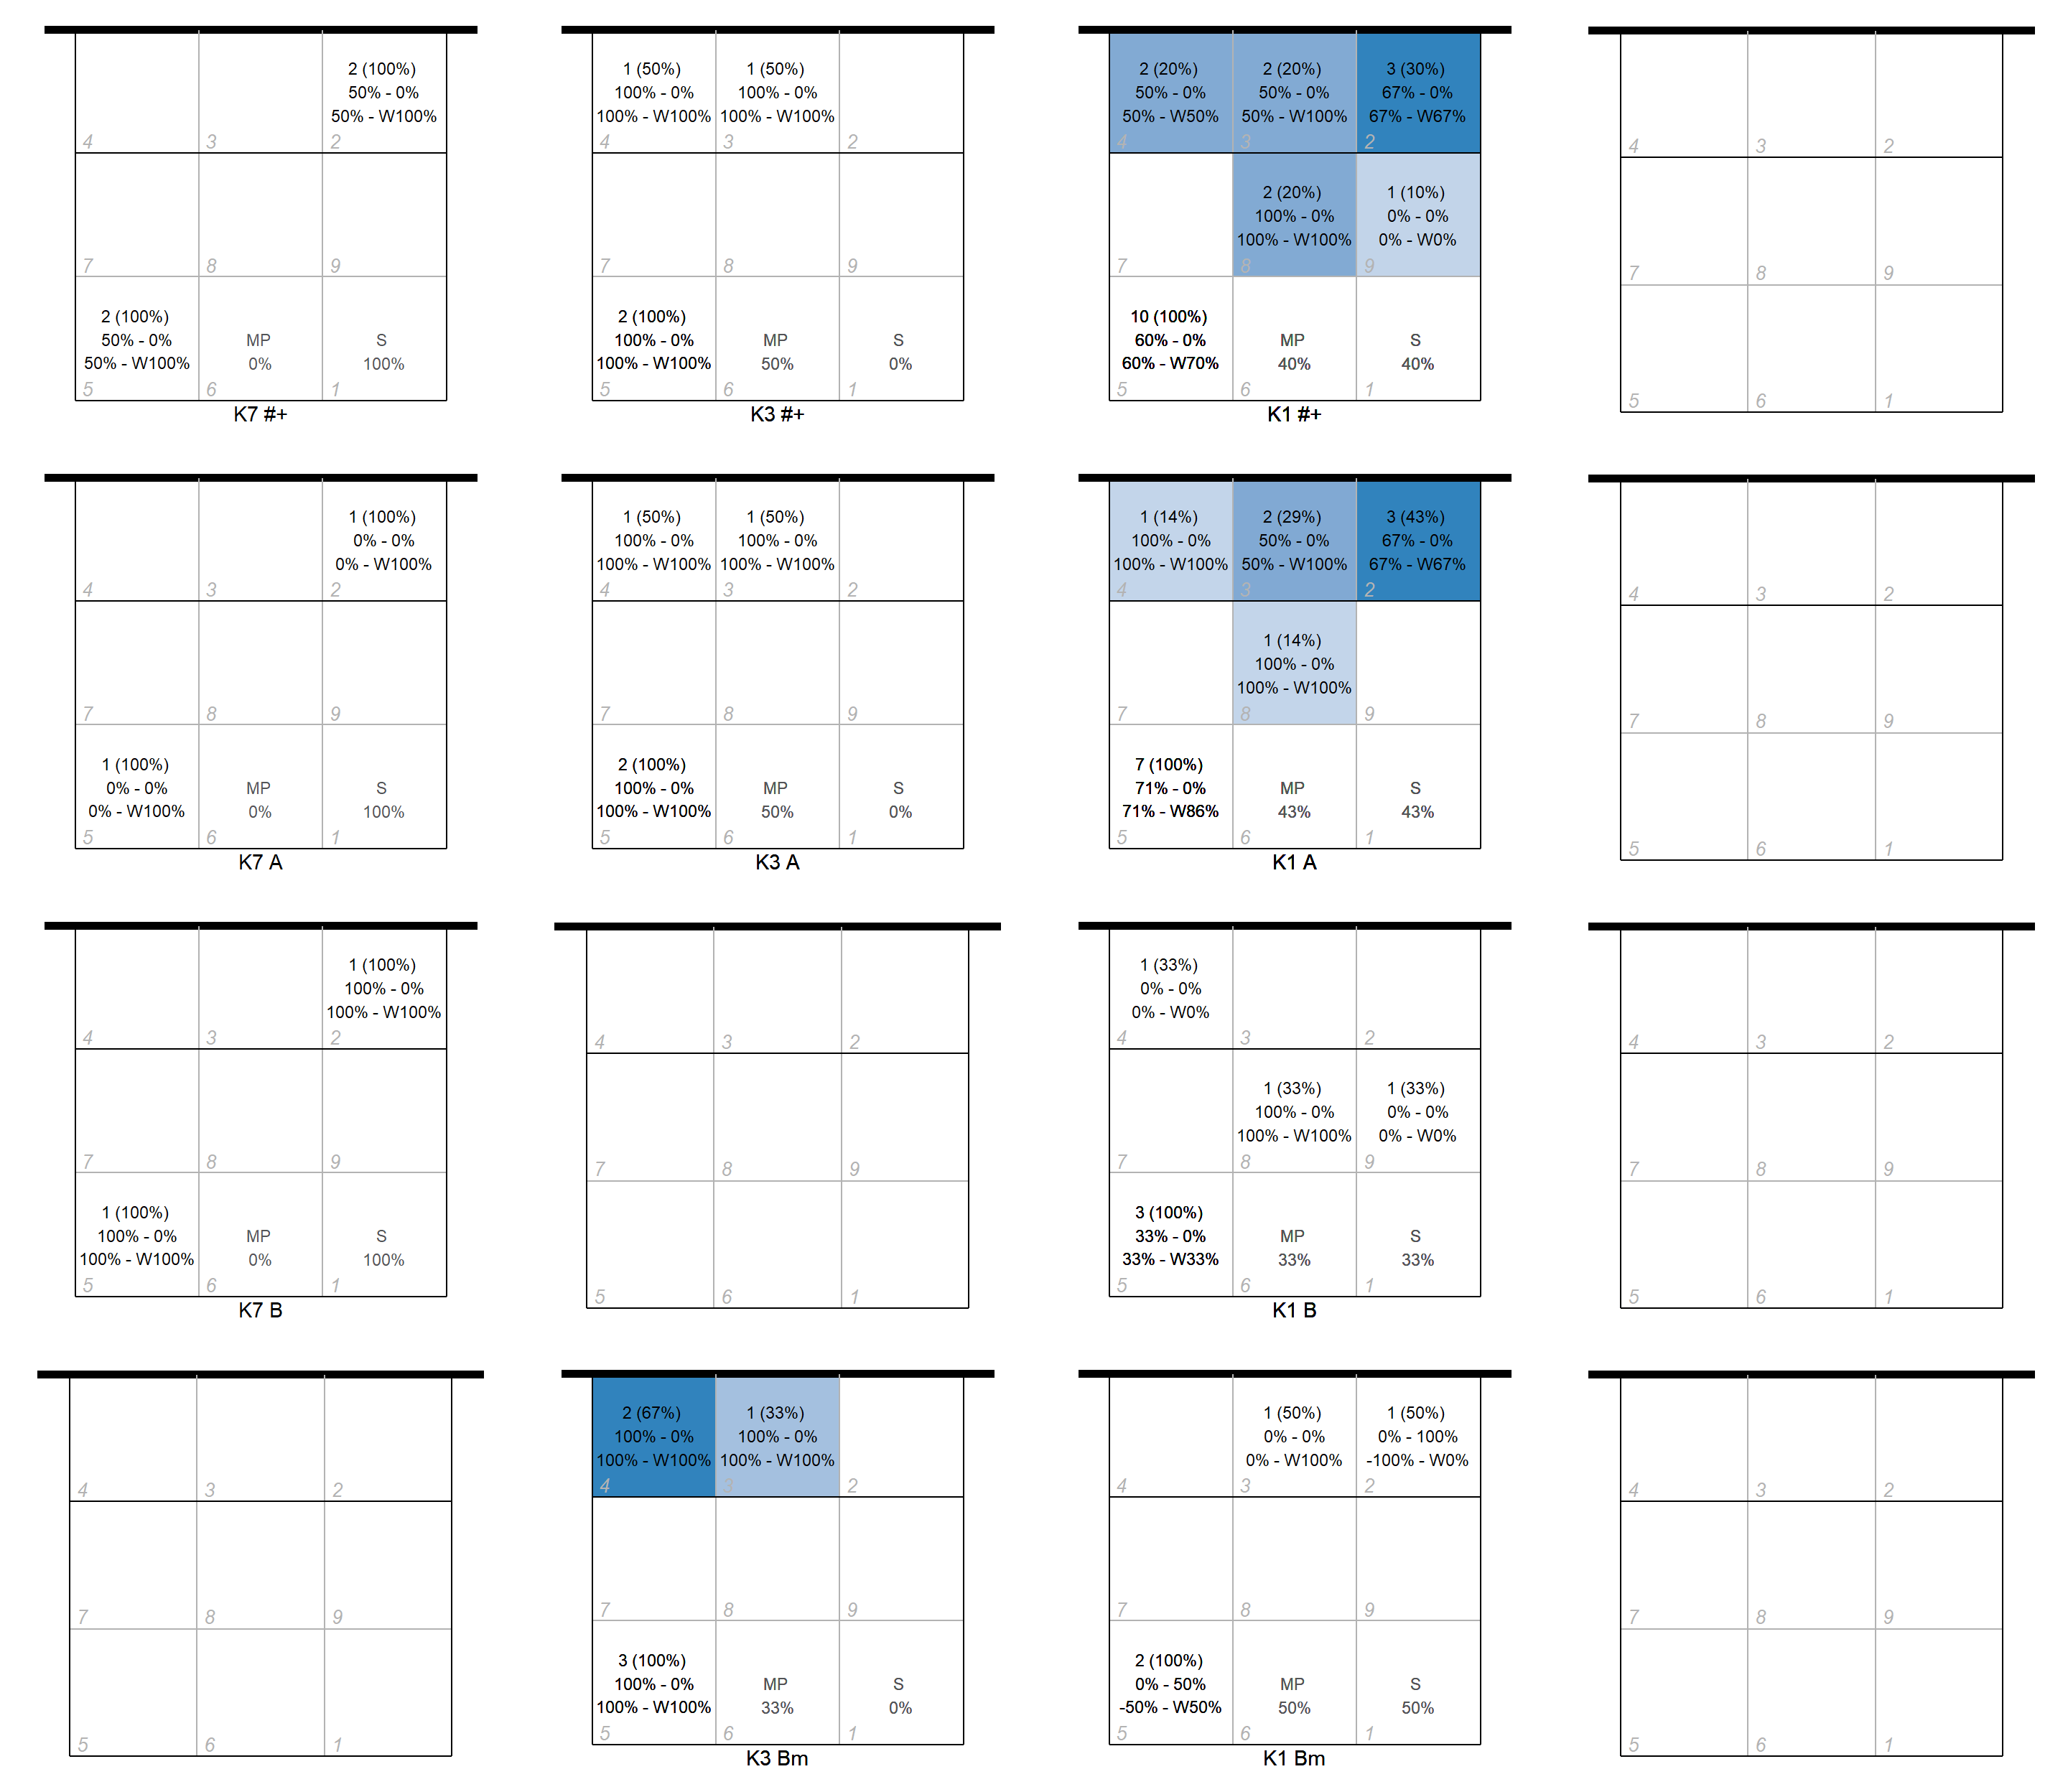 2 (100%)
50% - 0%
50% - W100%
4 3 2
7 8 9
2 (100%)
50% - 0%
50% - W100%
MP
0%
S
100%
5 6 1
K7 #+
1 (50%)
100% - 0%
100% - W100%
1 (50%)
100% - 0%
100% - W100%
4 3 2
7 8 9
2 (100%)
100% - 0%
100% - W100%
MP
50%
S
0%
5 6 1
K3 #+
2 (20%)
50% - 0%
50% - W50%
2 (20%)
50% - 0%
50% - W100%
3 (30%)
67% - 0%
67% - W67%
4 3 2
2 (20%)
100% - 0%
100% - W100%
1 (10%)
0% - 0%
0% - W0%
7 8 9
10 (100%)
60% - 0%
60% - W70%
MP
40%
S
40%
5 6 1
K1 #+
4 3 2
7 8 9
5 6 1
1 (100%)
0% - 0%
0% - W100%
4 3 2
7 8 9
1 (100%)
0% - 0%
0% - W100%
MP
0%
S
100%
5 6 1
K7 A
1 (50%)
100% - 0%
100% - W100%
1 (50%)
100% - 0%
100% - W100%
4 3 2
7 8 9
2 (100%)
100% - 0%
100% - W100%
MP
50%
S
0%
5 6 1
K3 A
1 (14%)
100% - 0%
100% - W100%
2 (29%)
50% - 0%
50% - W100%
3 (43%)
67% - 0%
67% - W67%
4 3 2
1 (14%)
100% - 0%
100% - W100%
7 8 9
7 (100%)
71% - 0%
71% - W86%
MP
43%
S
43%
5 6 1
K1 A
4 3 2
7 8 9
5 6 1
1 (100%)
100% - 0%
100% - W100%
4 3 2
7 8 9
1 (100%)
100% - 0%
100% - W100%
MP
0%
S
100%
5 6 1
K7 B
4 3 2
7 8 9
5 6 1
1 (33%)
0% - 0%
0% - W0%
4 3 2
1 (33%)
100% - 0%
100% - W100%
1 (33%)
0% - 0%
0% - W0%
7 8 9
3 (100%)
33% - 0%
33% - W33%
MP
33%
S
33%
5 6 1
K1 B
4 3 2
7 8 9
5 6 1
4 3 2
7 8 9
5 6 1
2 (67%)
100% - 0%
100% - W100%
1 (33%)
100% - 0%
100% - W100%
4 3 2
7 8 9
3 (100%)
100% - 0%
100% - W100%
MP
33%
S
0%
5 6 1
K3 Bm
1 (50%)
0% - 0%
0% - W100%
1 (50%)
0% - 100%
-100% - W0%
4 3 2
7 8 9
2 (100%)
0% - 50%
-50% - W50%
MP
50%
S
50%
5 6 1
K1 Bm
4 3 2
7 8 9
5 6 1